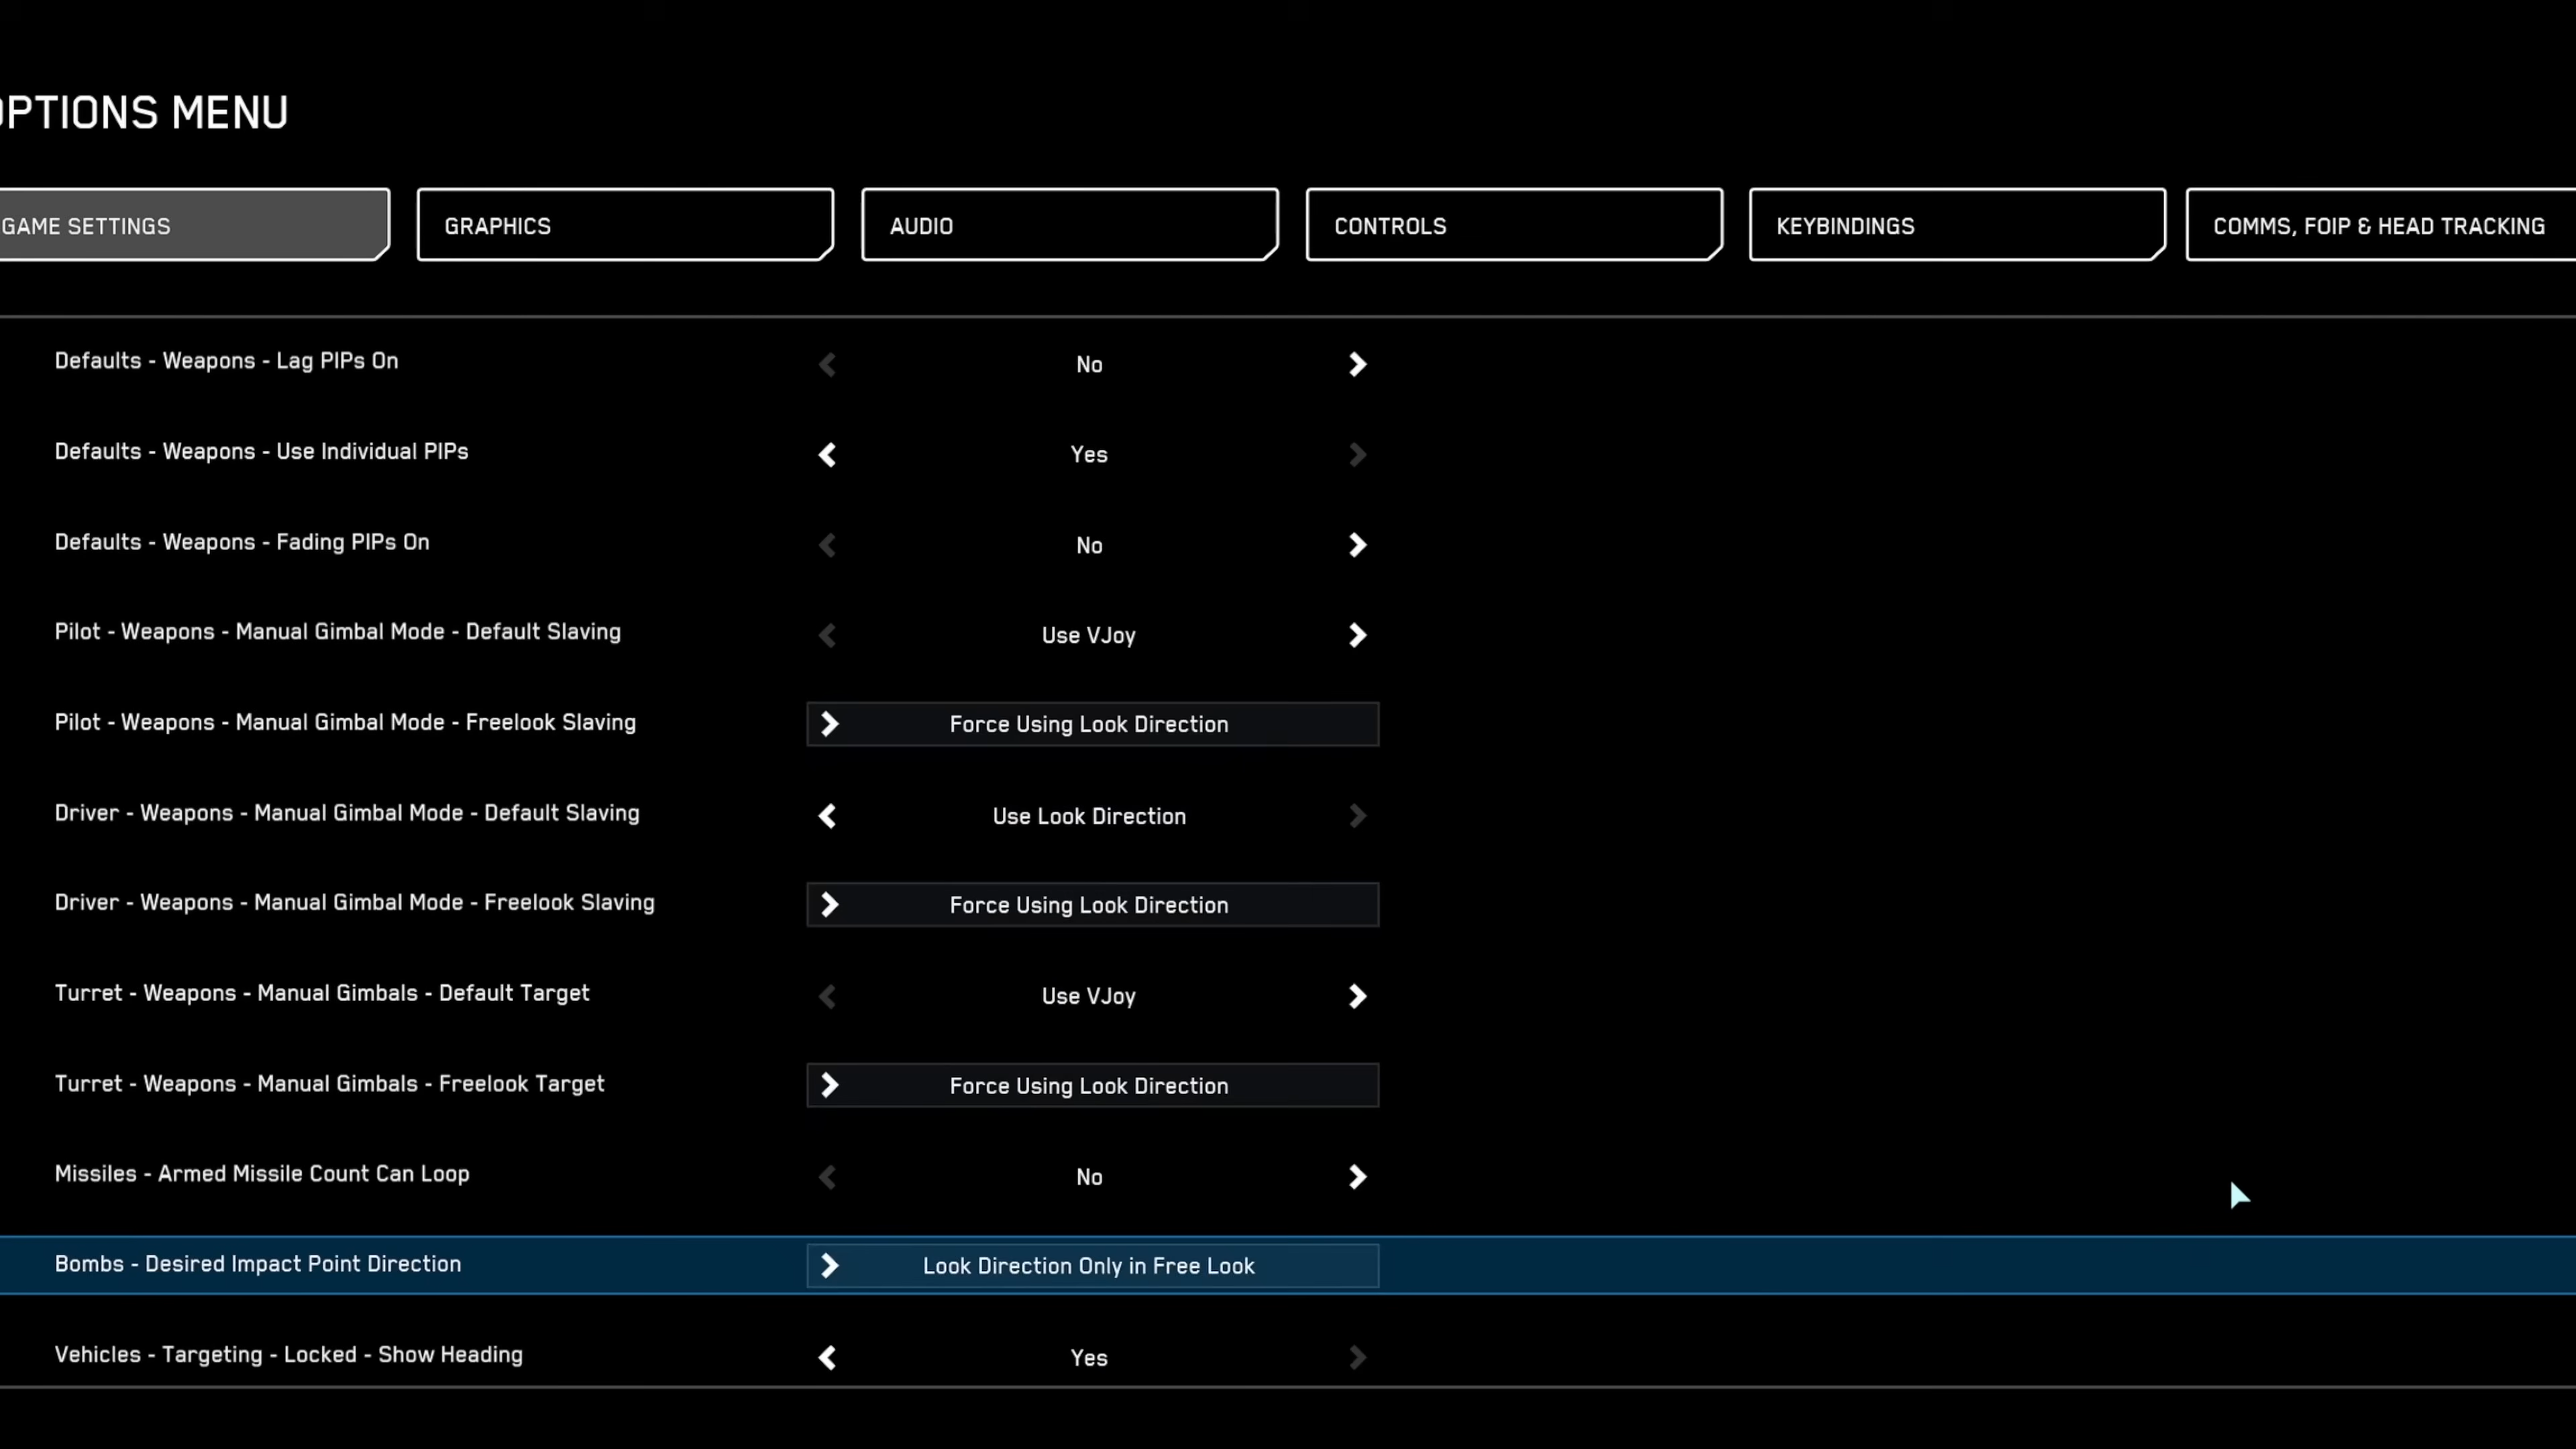 OPTIONS MENU
GAME SETTINGS
GRAPHICS
AUDIO
CONTROLS
KEYBINDINGS
COMMS, FOIP & HEAD TRACKING
Defaults - Weapons - Lag PIPs On
No
Defaults - Weapons - Use Individual PIPs
Yes
Defaults - Weapons - Fading PIPs On
No
Pilot - Weapons - Manual Gimbal Mode - Default Slaving
Use VJoy
Pilot - Weapons - Manual Gimbal Mode - Freelook Slaving
Force Using Look Direction
Driver - Weapons - Manual Gimbal Mode - Default Slaving
Use Look Direction
Driver - Weapons - Manual Gimbal Mode - Freelook Slaving
Force Using Look Direction
Turret - Weapons - Manual Gimbals - Default Target
Use VJoy
Turret - Weapons - Manual Gimbals - Freelook Target
Force Using Look Direction
Missiles - Armed Missile Count Can Loop
No
Bombs - Desired Impact Point Direction
Look Direction Only in Free Look
Vehicles - Targeting - Locked - Show Heading
Yes